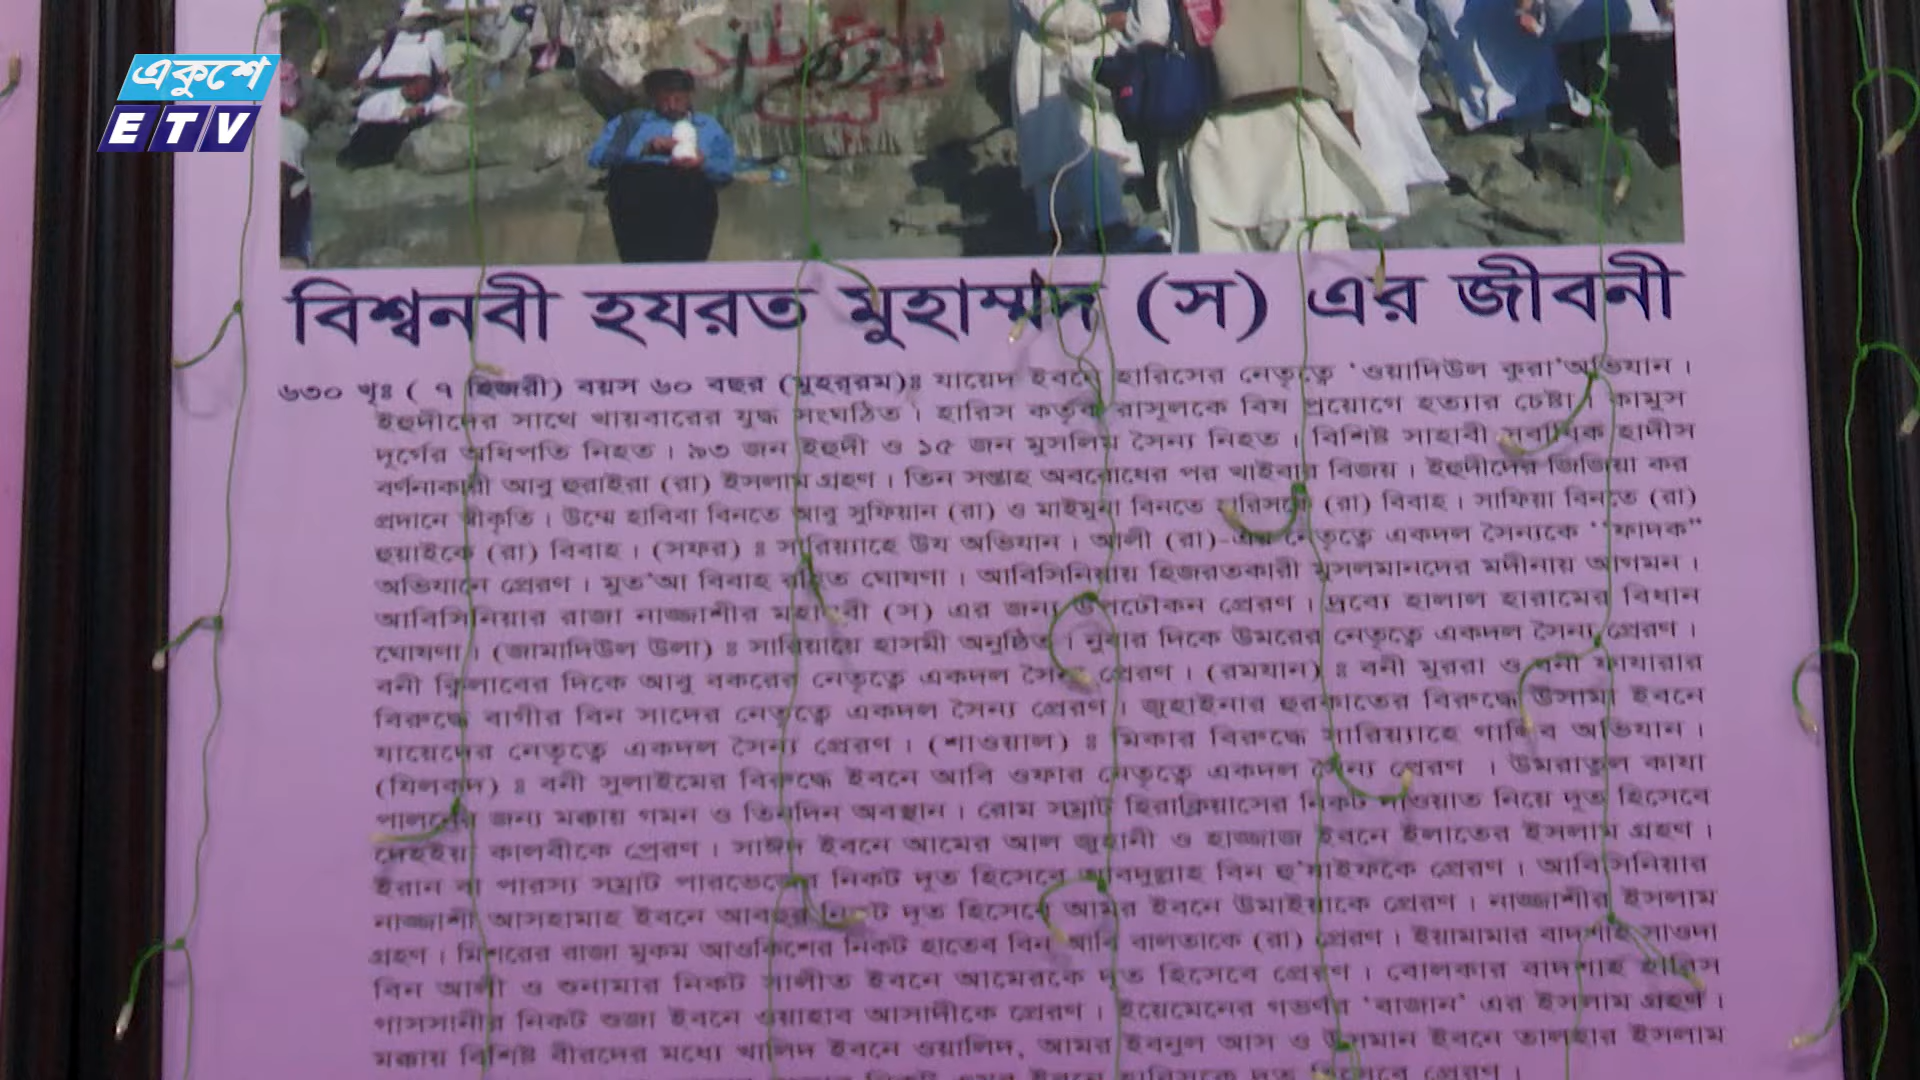 একুশে
ETV
বিশ্বনবী হযরত মুহাম্মদ (স) এর জীবনী
৬৩০ খৃঃ ( ৭ হিজরী) বয়স ৬০ বছর (মুহররম)ঃ যায়েদ ইবনে হারিসের নেতৃত্বে ‘ওয়াদিউল কুরা’অভিযান ।
ইহুদীদের সাথে খায়বারের যুদ্ধ সংঘঠিত । হারিস কতৃক রাসূলকে বিষ প্রয়োগে হত্যার চেষ্টা । কামুস
দূর্গের অধিপতি নিহত । ৯৩ জন ইহুদী ও ১৫ জন মুসলিম সৈন্য নিহত । বিশিষ্ট সাহাবী সর্বাধিক হাদীস
বর্ণনাকারী আবু হুরাইরা (রা) ইসলাম গ্রহণ । তিন সপ্তাহ অবরোধের পর খাইবার বিজয় । ইহুদীদের জিজিয়া কর
প্রদানে স্বীকৃতি । উম্মে হাবিবা বিনতে আবু সুফিয়ান (রা) ও মাইমুনা বিনতে হারিসকে (রা) বিবাহ । সাফিয়া বিনতে (রা)
হুয়াইকে (রা) বিবাহ । (সফর) ঃ সারিয়্যাহে উয অভিযান । আলী (রা)-এর নেতৃত্বে একদল সৈন্যকে ‘‘ফাদক”
অভিযানে প্রেরণ । মুত’আ বিবাহ রহিত ঘোষণা । আবিসিনিয়ায় হিজরতকারী মুসলমানদের মদীনায় আগমন ।
আবিসিনিয়ার রাজা নাজ্জাশীর মহানবী (স) এর জন্য উপঢৌকন প্রেরণ । দ্রব্যে হালাল হারামের বিধান
ঘোষণা । (জামাদিউল উলা) ঃ সারিয়ায়ে হাসমী অনুষ্ঠিত । দিকে উমরের নেতৃত্বে একদল সৈন্য প্রেরণ ।
বনী কিলাবের দিকে আবু বকরের নেতৃত্বে একদল সৈন্য প্রেরণ । (রমযান) ঃ বনী মুররা ও বনী ফাযারার
বিরুদ্ধে বাশীর বিন সাদের নেতৃত্বে একদল সৈন্য প্রেরণ । জুহাইনার হুরকাতের বিরুদ্ধে উসামা ইবনে
যায়েদের নেতৃত্বে একদল সৈন্য প্রেরণ । (শাওয়াল) ঃ বিরুদ্ধে সারিয়্যাহে গালিব অভিযান ।
(যিলকদ) ঃ বনী সুলাইমের বিরুদ্ধে ইবনে আবি ওফার নেতৃত্বে একদল সৈন্য প্রেরণ । উমরাতুল কাযা
পালনের জন্য মক্কায় গমন ও তিনদিন অবস্থান । রোম সম্রাট হিরাক্লিয়াসের নিকট দাওয়াত নিয়ে দূত হিসেবে
দেহইয়া কালবীকে প্রেরণ । সাঈদ ইবনে আমের আল জুহানী ও হাজ্জাজ ইবনে ইলাতের ইসলাম গ্রহণ ।
ইরান বা পারস্য সম্রাট নিকট দূত হিসেবে আবদুল্লাহ বিন প্রেরণ । আবিসিনিয়ার
নাজ্জাশী আসহামাহ ইবনে আবহুর নিকট দূত হিসেবে আমর ইবনে উমাইয়াকে প্রেরণ । নাজ্জাশীর ইসলাম
গ্রহণ । মিশরের রাজা নিকট হাতেব বিন আবি বালতাকে (রা) প্রেরণ । ইয়ামামার বাদশাহ সাওদা
বিন আলী ও শুনামার নিকট সালীত ইবনে আমেরকে দূত হিসেবে প্রেরণ । বাদশাহ হারিস
গাসসানীর নিকট শুজা ইবনে ওয়াহাব আসাদীকে প্রেরণ । ইয়েমেনের গভর্ণর ‘বাজান’ এর ইসলাম গ্রহণ ।
মক্কায় বিশিষ্ট বীরদের মধ্যে খালিদ ইবনে ওয়ালিদ, আমর ইবনুল আস ও উসমান ইবনে তালহার ইসলাম